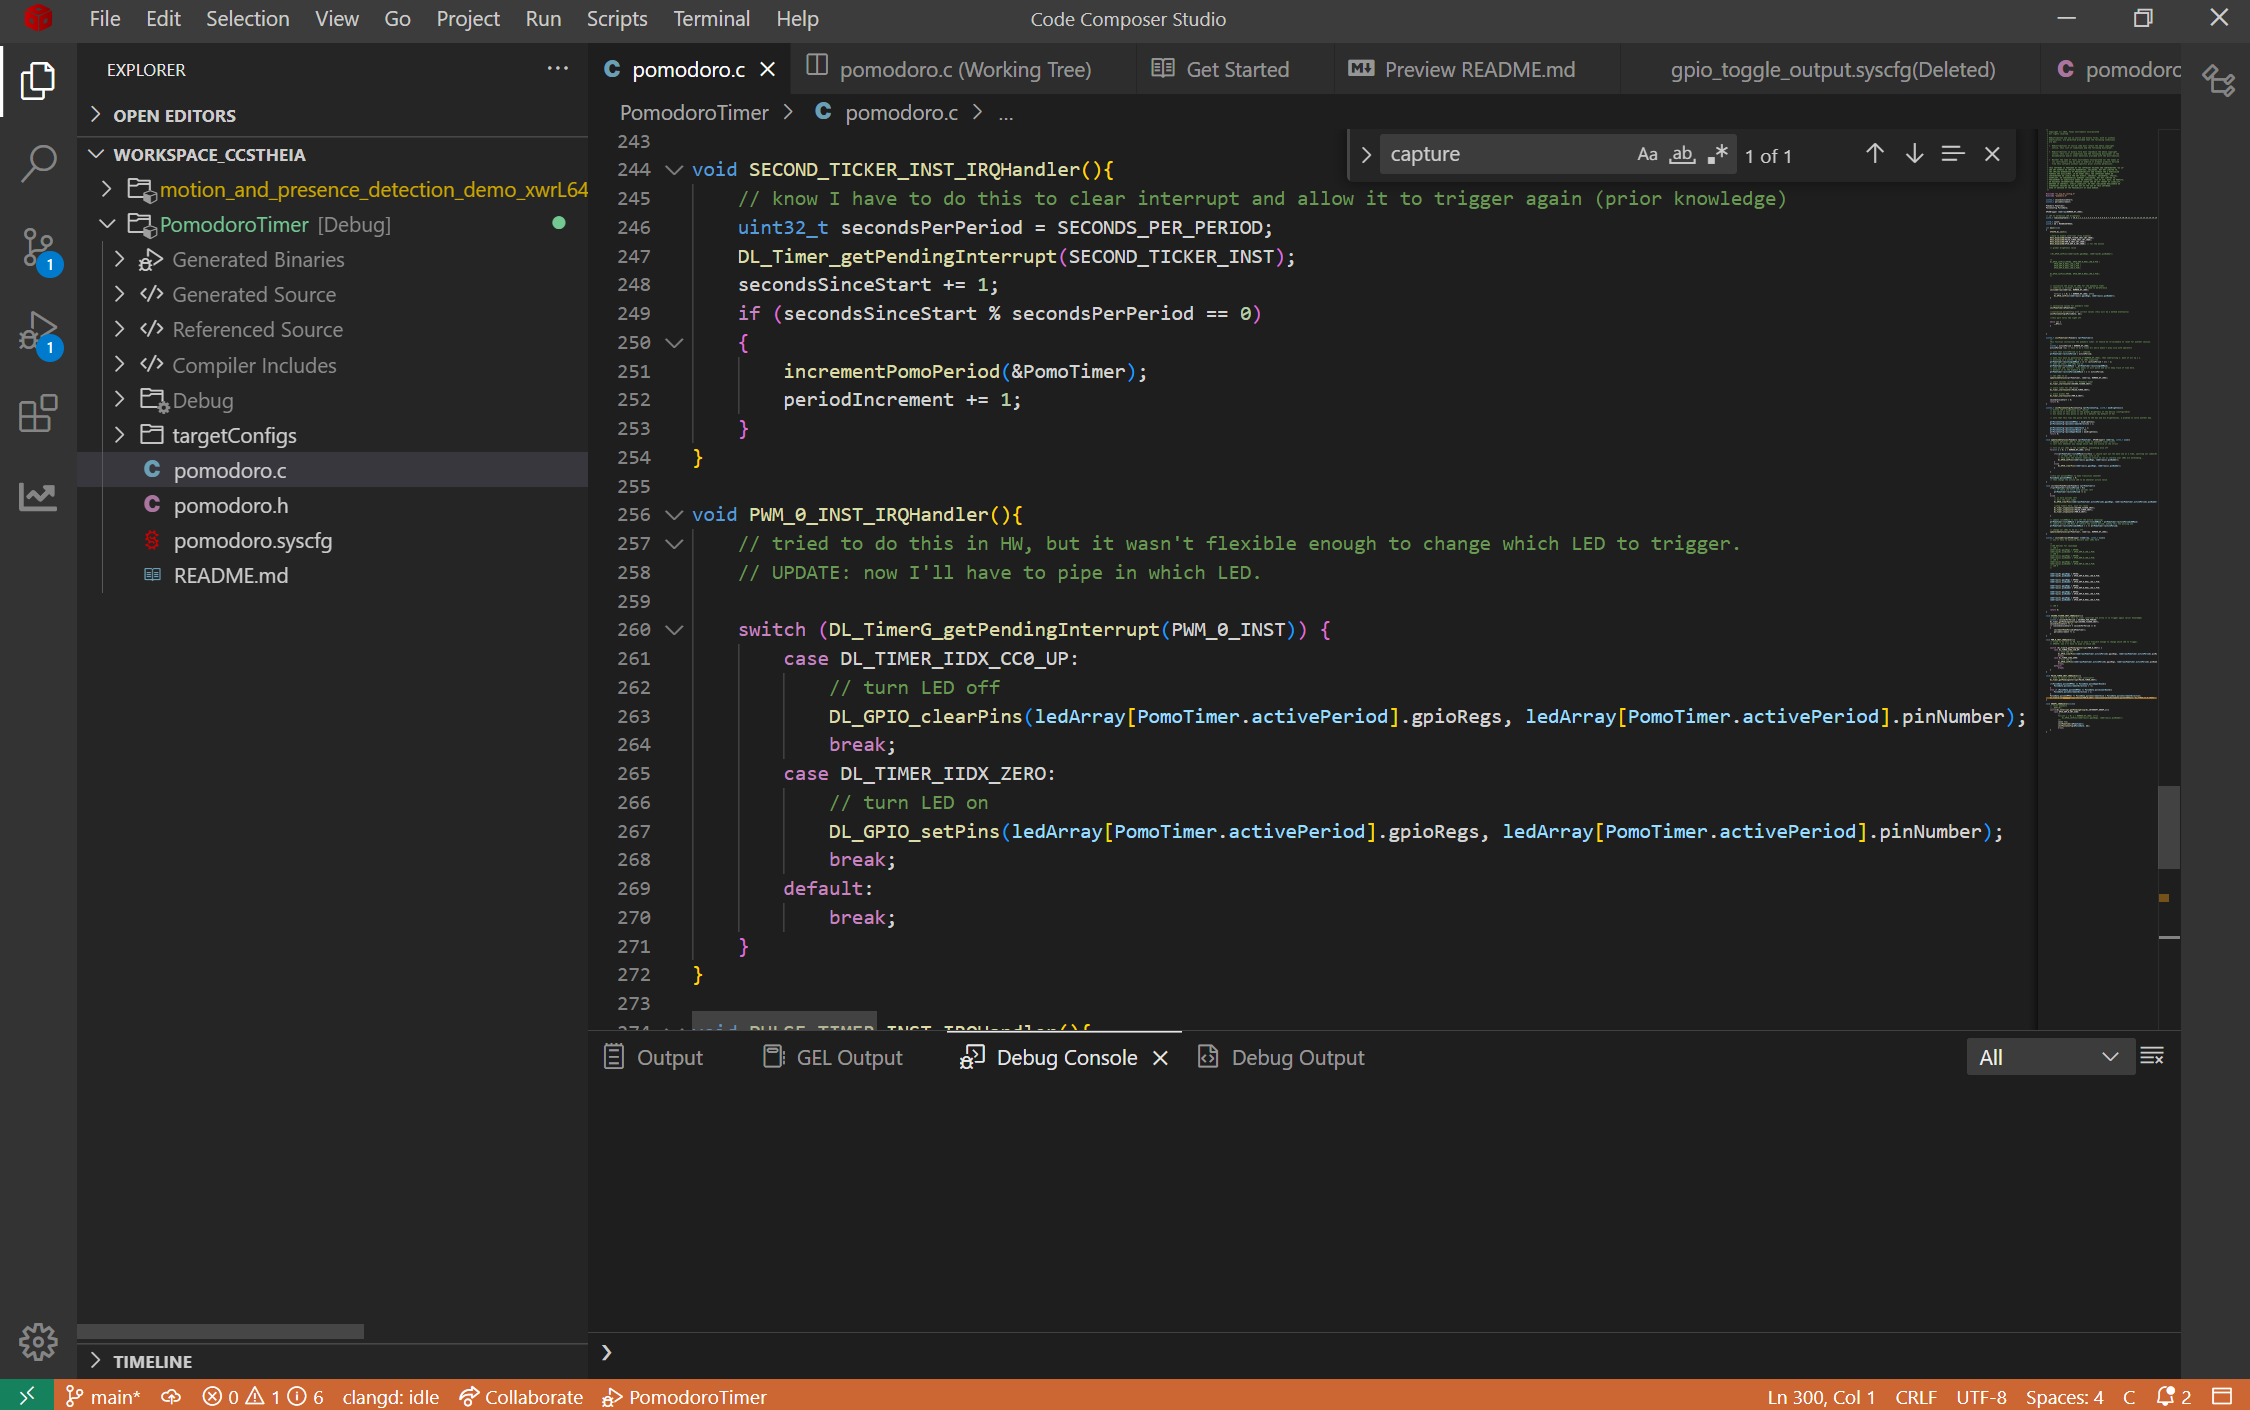 File Edit Selection View Go Project Run Scripts Terminal Help
Code Composer Studio
EXPLORER
OPEN EDITORS
WORKSPACE_CCSTHEIA
motion_and_presence_detection_demo_xwrL64
PomodoroTimer [Debug]
Generated Binaries
Generated Source
Referenced Source
Compiler Includes
Debug
targetConfigs
pomodoro.c
pomodoro.h
pomodoro.syscfg
README.md
TIMELINE
1
1
pomodoro.c
pomodoro.c (Working Tree)
Get Started
Preview README.md
gpio_toggle_output.syscfg(Deleted)
pomodoro
PomodoroTimer > pomodoro.c > ...
capture Aa ab 1 of 1
243
244 void SECOND_TICKER_INST_IRQHandler(){
245 // know I have to do this to clear interrupt and allow it to trigger again (prior knowledge)
246 uint32_t secondsPerPeriod = SECONDS_PER_PERIOD;
247 DL_Timer_getPendingInterrupt(SECOND_TICKER_INST);
248 secondsSinceStart += 1;
249 if (secondsSinceStart % secondsPerPeriod == 0)
250 {
251 incrementPomoPeriod(&PomoTimer);
252 periodIncrement += 1;
253 }
254 }
255
256 void PWM_0_INST_IRQHandler(){
257 // tried to do this in HW, but it wasn't flexible enough to change which LED to trigger.
258 // UPDATE: now I'll have to pipe in which LED.
259
260 switch (DL_TimerG_getPendingInterrupt(PWM_0_INST)) {
261 case DL_TIMER_IIDX_CC0_UP:
262 // turn LED off
263 DL_GPIO_clearPins(ledArray[PomoTimer.activePeriod].gpioRegs, ledArray[PomoTimer.activePeriod].pinNumber);
264 break;
265 case DL_TIMER_IIDX_ZERO:
266 // turn LED on
267 DL_GPIO_setPins(ledArray[PomoTimer.activePeriod].gpioRegs, ledArray[PomoTimer.activePeriod].pinNumber);
268 break;
269 default:
270 break;
271 }
272 }
273
274 void PULSE_TIMER_INST_IRQHandler(){
Output
GEL Output
Debug Console
Debug Output
All
main* 0 1 6 clangd: idle Collaborate PomodoroTimer
Ln 300, Col 1 CRLF UTF-8 Spaces: 4 C 2